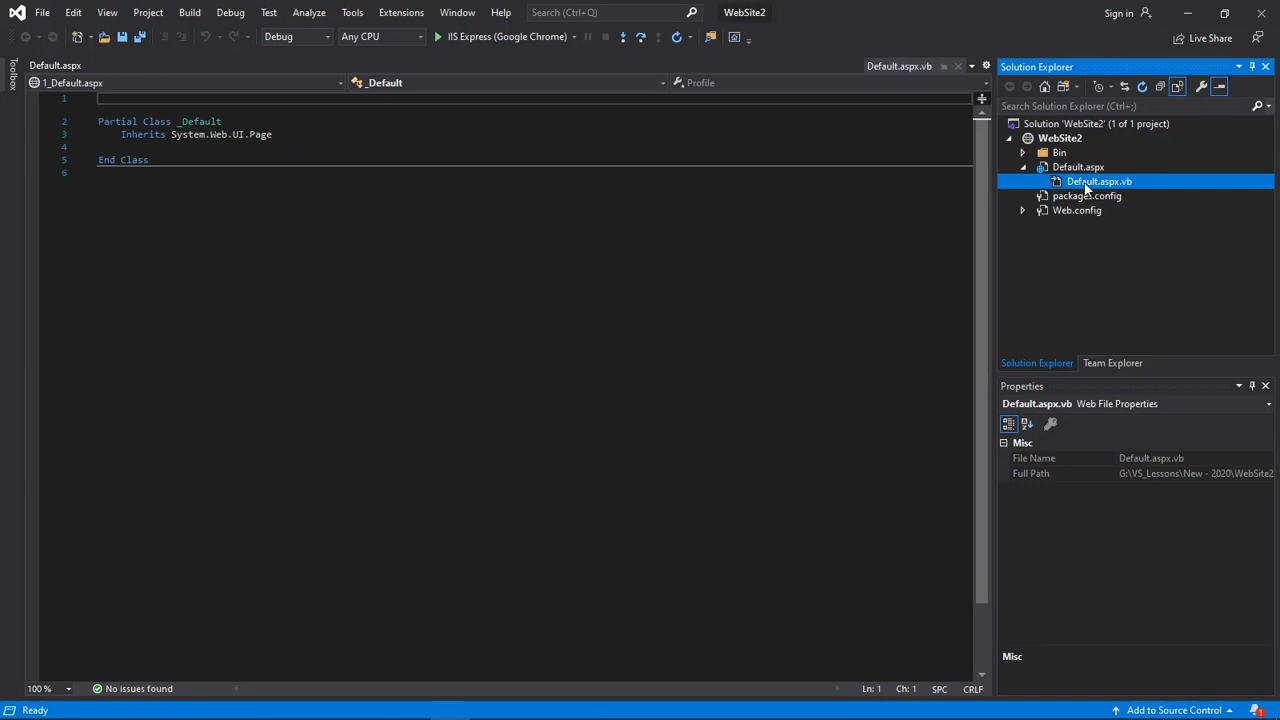 File Edit View Project Build Debug Test Analyze Tools Extensions Window Help Search (Ctrl+Q) WebSite2 Sign in
Debug Any CPU IIS Express (Google Chrome) Live Share
Toolbox
Default.aspx Default.aspx.vb
1_Default.aspx _Default Profile
1
2 Partial Class _Default
3 Inherits System.Web.UI.Page
4
5 End Class
6
100 % No issues found Ln: 1 Ch: 1 SPC CRLF
Solution Explorer
Search Solution Explorer (Ctrl+;)
Solution 'WebSite2' (1 of 1 project)
WebSite2
Bin
Default.aspx
Default.aspx.vb
packages.config
Web.config
Solution Explorer Team Explorer
Properties
Default.aspx.vb Web File Properties
Misc
File Name Default.aspx.vb
Full Path G:\VS_Lessons\New - 2020\WebSite2
Misc
Ready Add to Source Control 1